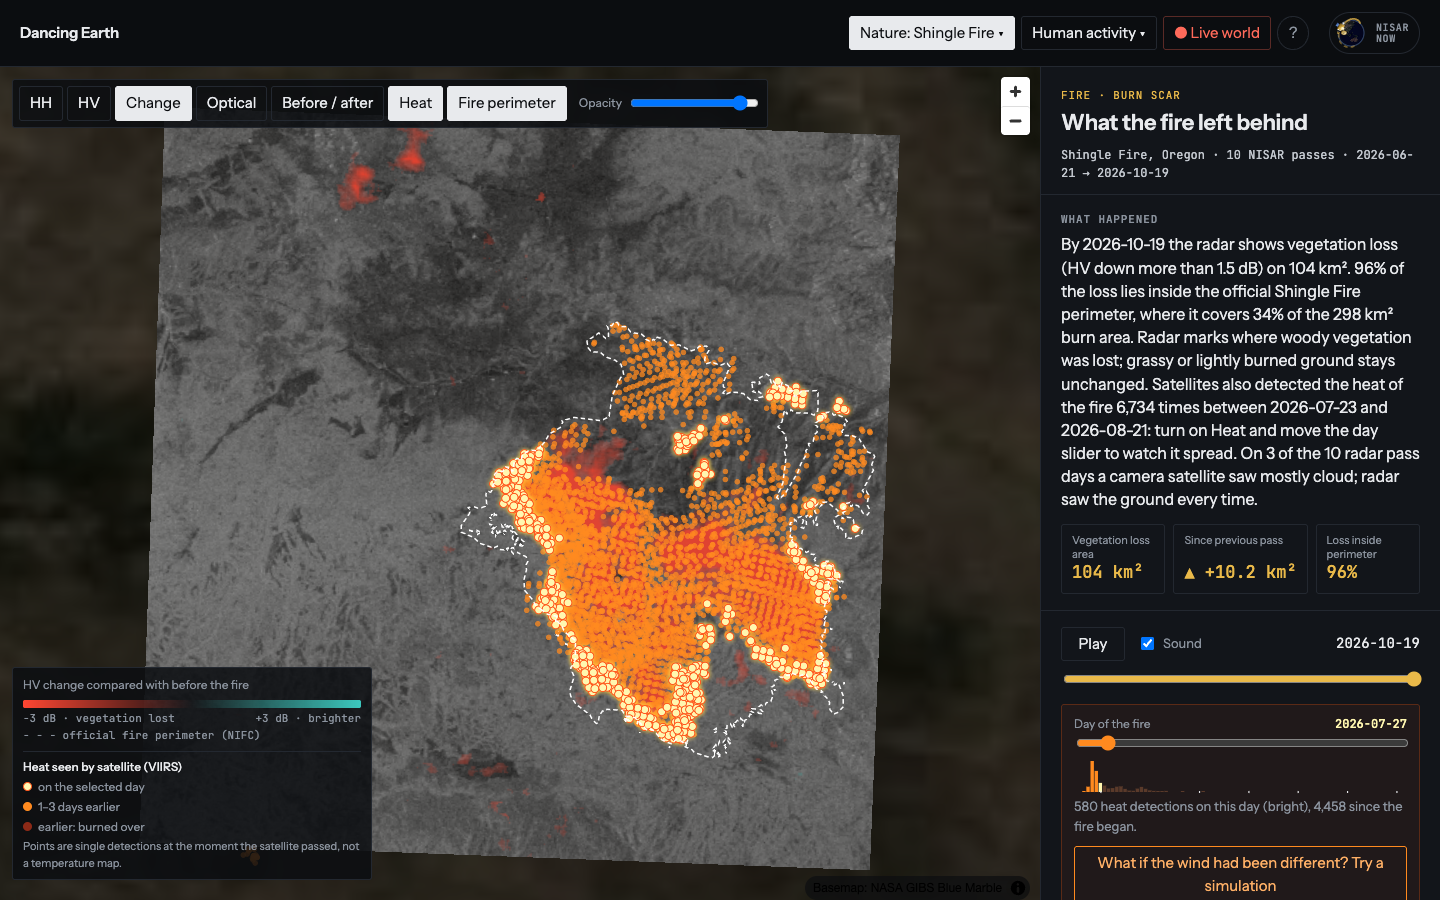 Dancing Earth
Nature: Shingle Fire ▾
Human activity ▾
Live world
?
NISAR
NOW
HH
HV
Change
Optical
Before / after
Heat
Fire perimeter
Opacity
+
−
FIRE · BURN SCAR
What the fire left behind
Shingle Fire, Oregon · 10 NISAR passes · 2026-06-
21 → 2026-10-19
WHAT HAPPENED
By 2026-10-19 the radar shows vegetation loss
(HV down more than 1.5 dB) on 104 km². 96% of
the loss lies inside the official Shingle Fire
perimeter, where it covers 34% of the 298 km²
burn area. Radar marks where woody vegetation
was lost; grassy or lightly burned ground stays
unchanged. Satellites also detected the heat of
the fire 6,734 times between 2026-07-23 and
2026-08-21: turn on Heat and move the day
slider to watch it spread. On 3 of the 10 radar pass
days a camera satellite saw mostly cloud; radar
saw the ground every time.
Vegetation loss
area
104 km²
Since previous pass
▲ +10.2 km²
Loss inside
perimeter
96%
Play
Sound
2026-10-19
Day of the fire
2026-07-27
580 heat detections on this day (bright), 4,458 since the
fire began.
What if the wind had been different? Try a
simulation
HV change compared with before the fire
-3 dB · vegetation lost
+3 dB · brighter
- - - official fire perimeter (NIFC)
Heat seen by satellite (VIIRS)
on the selected day
1–3 days earlier
earlier: burned over
Points are single detections at the moment the satellite passed, not
a temperature map.
Basemap: NASA GIBS Blue Marble